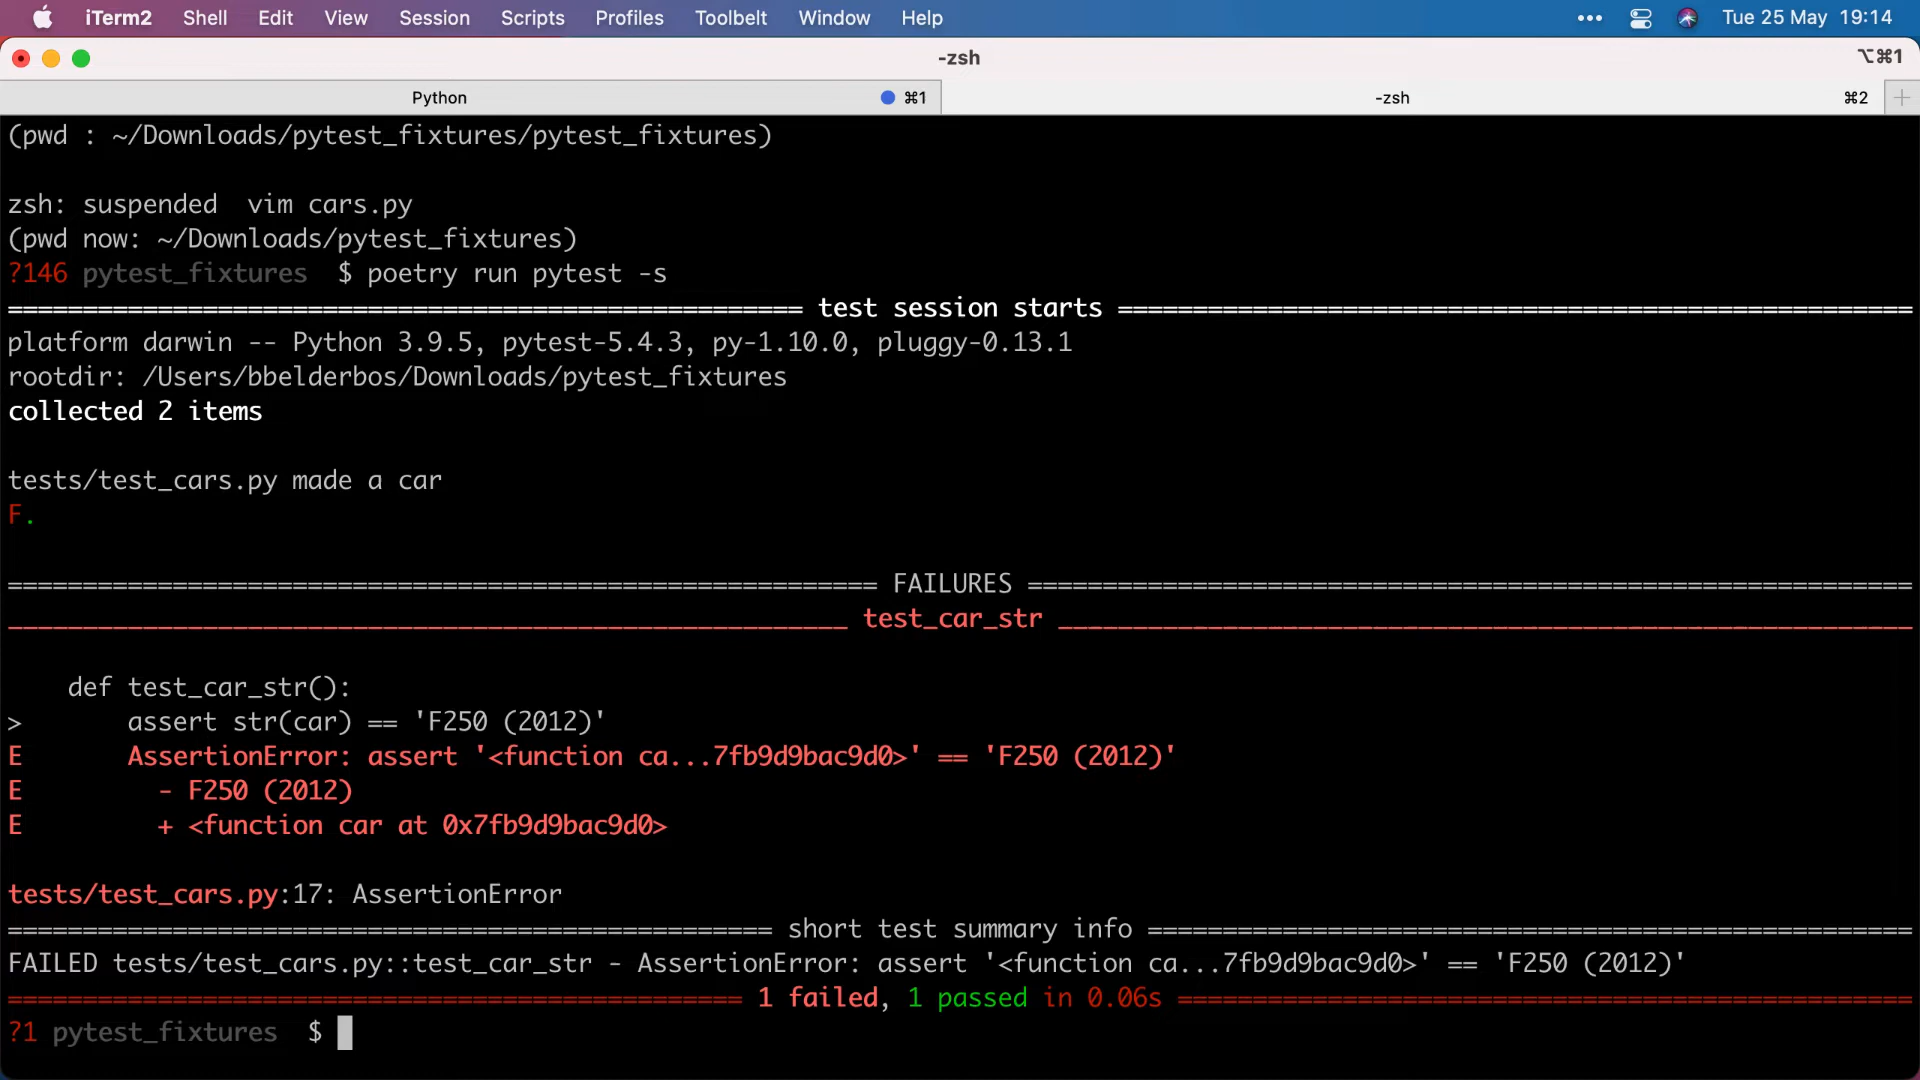 iTerm2 Shell Edit View Session Scripts Profiles Toolbelt Window Help ••• Tue 25 May 19:14
-zsh ⌥⌘1
Python ⌘1 -zsh ⌘2 +
(pwd : ~/Downloads/pytest_fixtures/pytest_fixtures)
zsh: suspended  vim cars.py
(pwd now: ~/Downloads/pytest_fixtures)
?146 pytest_fixtures  $ poetry run pytest -s
===================================================== test session starts =====================================================
platform darwin -- Python 3.9.5, pytest-5.4.3, py-1.10.0, pluggy-0.13.1
rootdir: /Users/bbelderbos/Downloads/pytest_fixtures
collected 2 items
tests/test_cars.py made a car
F.
========================================================== FAILURES ===========================================================
________________________________________________________ test_car_str _________________________________________________________
    def test_car_str():
>       assert str(car) == 'F250 (2012)'
E       AssertionError: assert '<function ca...7fb9d9bac9d0>' == 'F250 (2012)'
E         - F250 (2012)
E         + <function car at 0x7fb9d9bac9d0>
tests/test_cars.py:17: AssertionError
=================================================== short test summary info ===================================================
FAILED tests/test_cars.py::test_car_str - AssertionError: assert '<function ca...7fb9d9bac9d0>' == 'F250 (2012)'
================================================= 1 failed, 1 passed in 0.06s =================================================
?1 pytest_fixtures  $